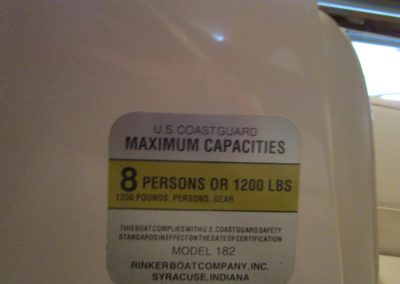 U.S. COAST GUARD
MAXIMUM CAPACITIES
8 PERSONS OR 1200 LBS
1350 POUNDS, PERSONS, GEAR
THIS BOAT COMPLIES WITH U.S. COAST GUARD SAFETY
STANDARDS IN EFFECT ON THE DATE OF CERTIFICATION
MODEL 182
RINKER BOAT COMPANY, INC.
SYRACUSE, INDIANA